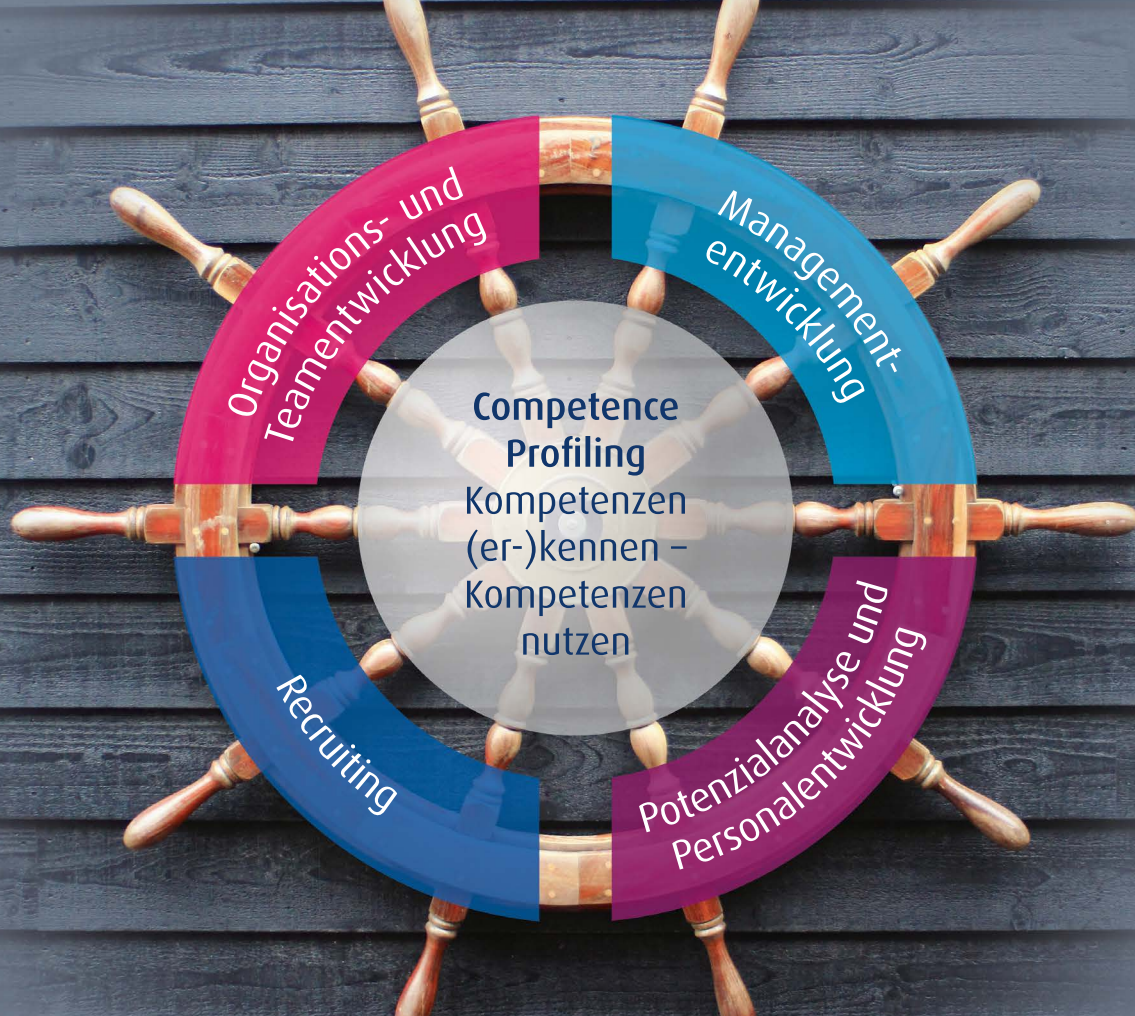 Organisations- und
Teamentwicklung
Management-
entwicklung
Competence
Profiling
Kompetenzen
(er-)kennen –
Kompetenzen
nutzen
Recruiting
Potenzialanalyse und
Personalentwicklung